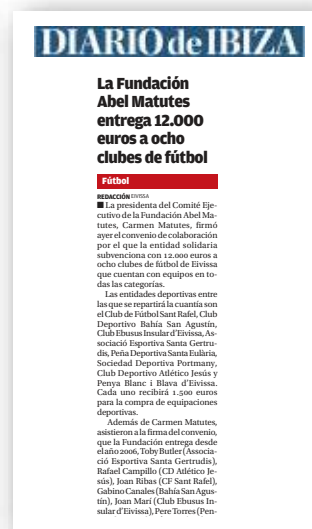 DIARIO de IBIZA
La Fundación
Abel Matutes
entrega 12.000
euros a ocho
clubes de fútbol
Fútbol
REDACCIÓN EIVISSA
■ La presidenta del Comité Eje-
cutivo de la Fundación Abel Ma-
tutes, Carmen Matutes, firmó
ayer el convenio de colaboración
por el que la entidad solidaria
subvenciona con 12.000 euros a
ocho clubes de fútbol de Eivissa
que cuentan con equipos en to-
das las categorías.
Las entidades deportivas entre
las que se repartirá la cuantía son
el Club de Fútbol Sant Rafel, Club
Deportivo Bahía San Agustín,
Club Ebusus Insular d'Eivissa, As-
sociació Esportiva Santa Gertru-
dis, Peña Deportiva Santa Eulària,
Sociedad Deportiva Portmany,
Club Deportivo Atlético Jesús y
Penya Blanc i Blava d'Eivissa.
Cada uno recibirá 1.500 euros
para la compra de equipaciones
deportivas.
Además de Carmen Matutes,
asistieron a la firma del convenio,
que la Fundación entrega desde
el año 2006, Toby Butler (Associa-
ció Esportiva Santa Gertrudis),
Rafael Campillo (CD Atlético Je-
sús), Joan Ribas (CF Sant Rafel),
Gabino Canales (Bahía San Agus-
tín), Joan Marí (Club Ebusus In-
sular d'Eivissa), Pere Torres (Pen-